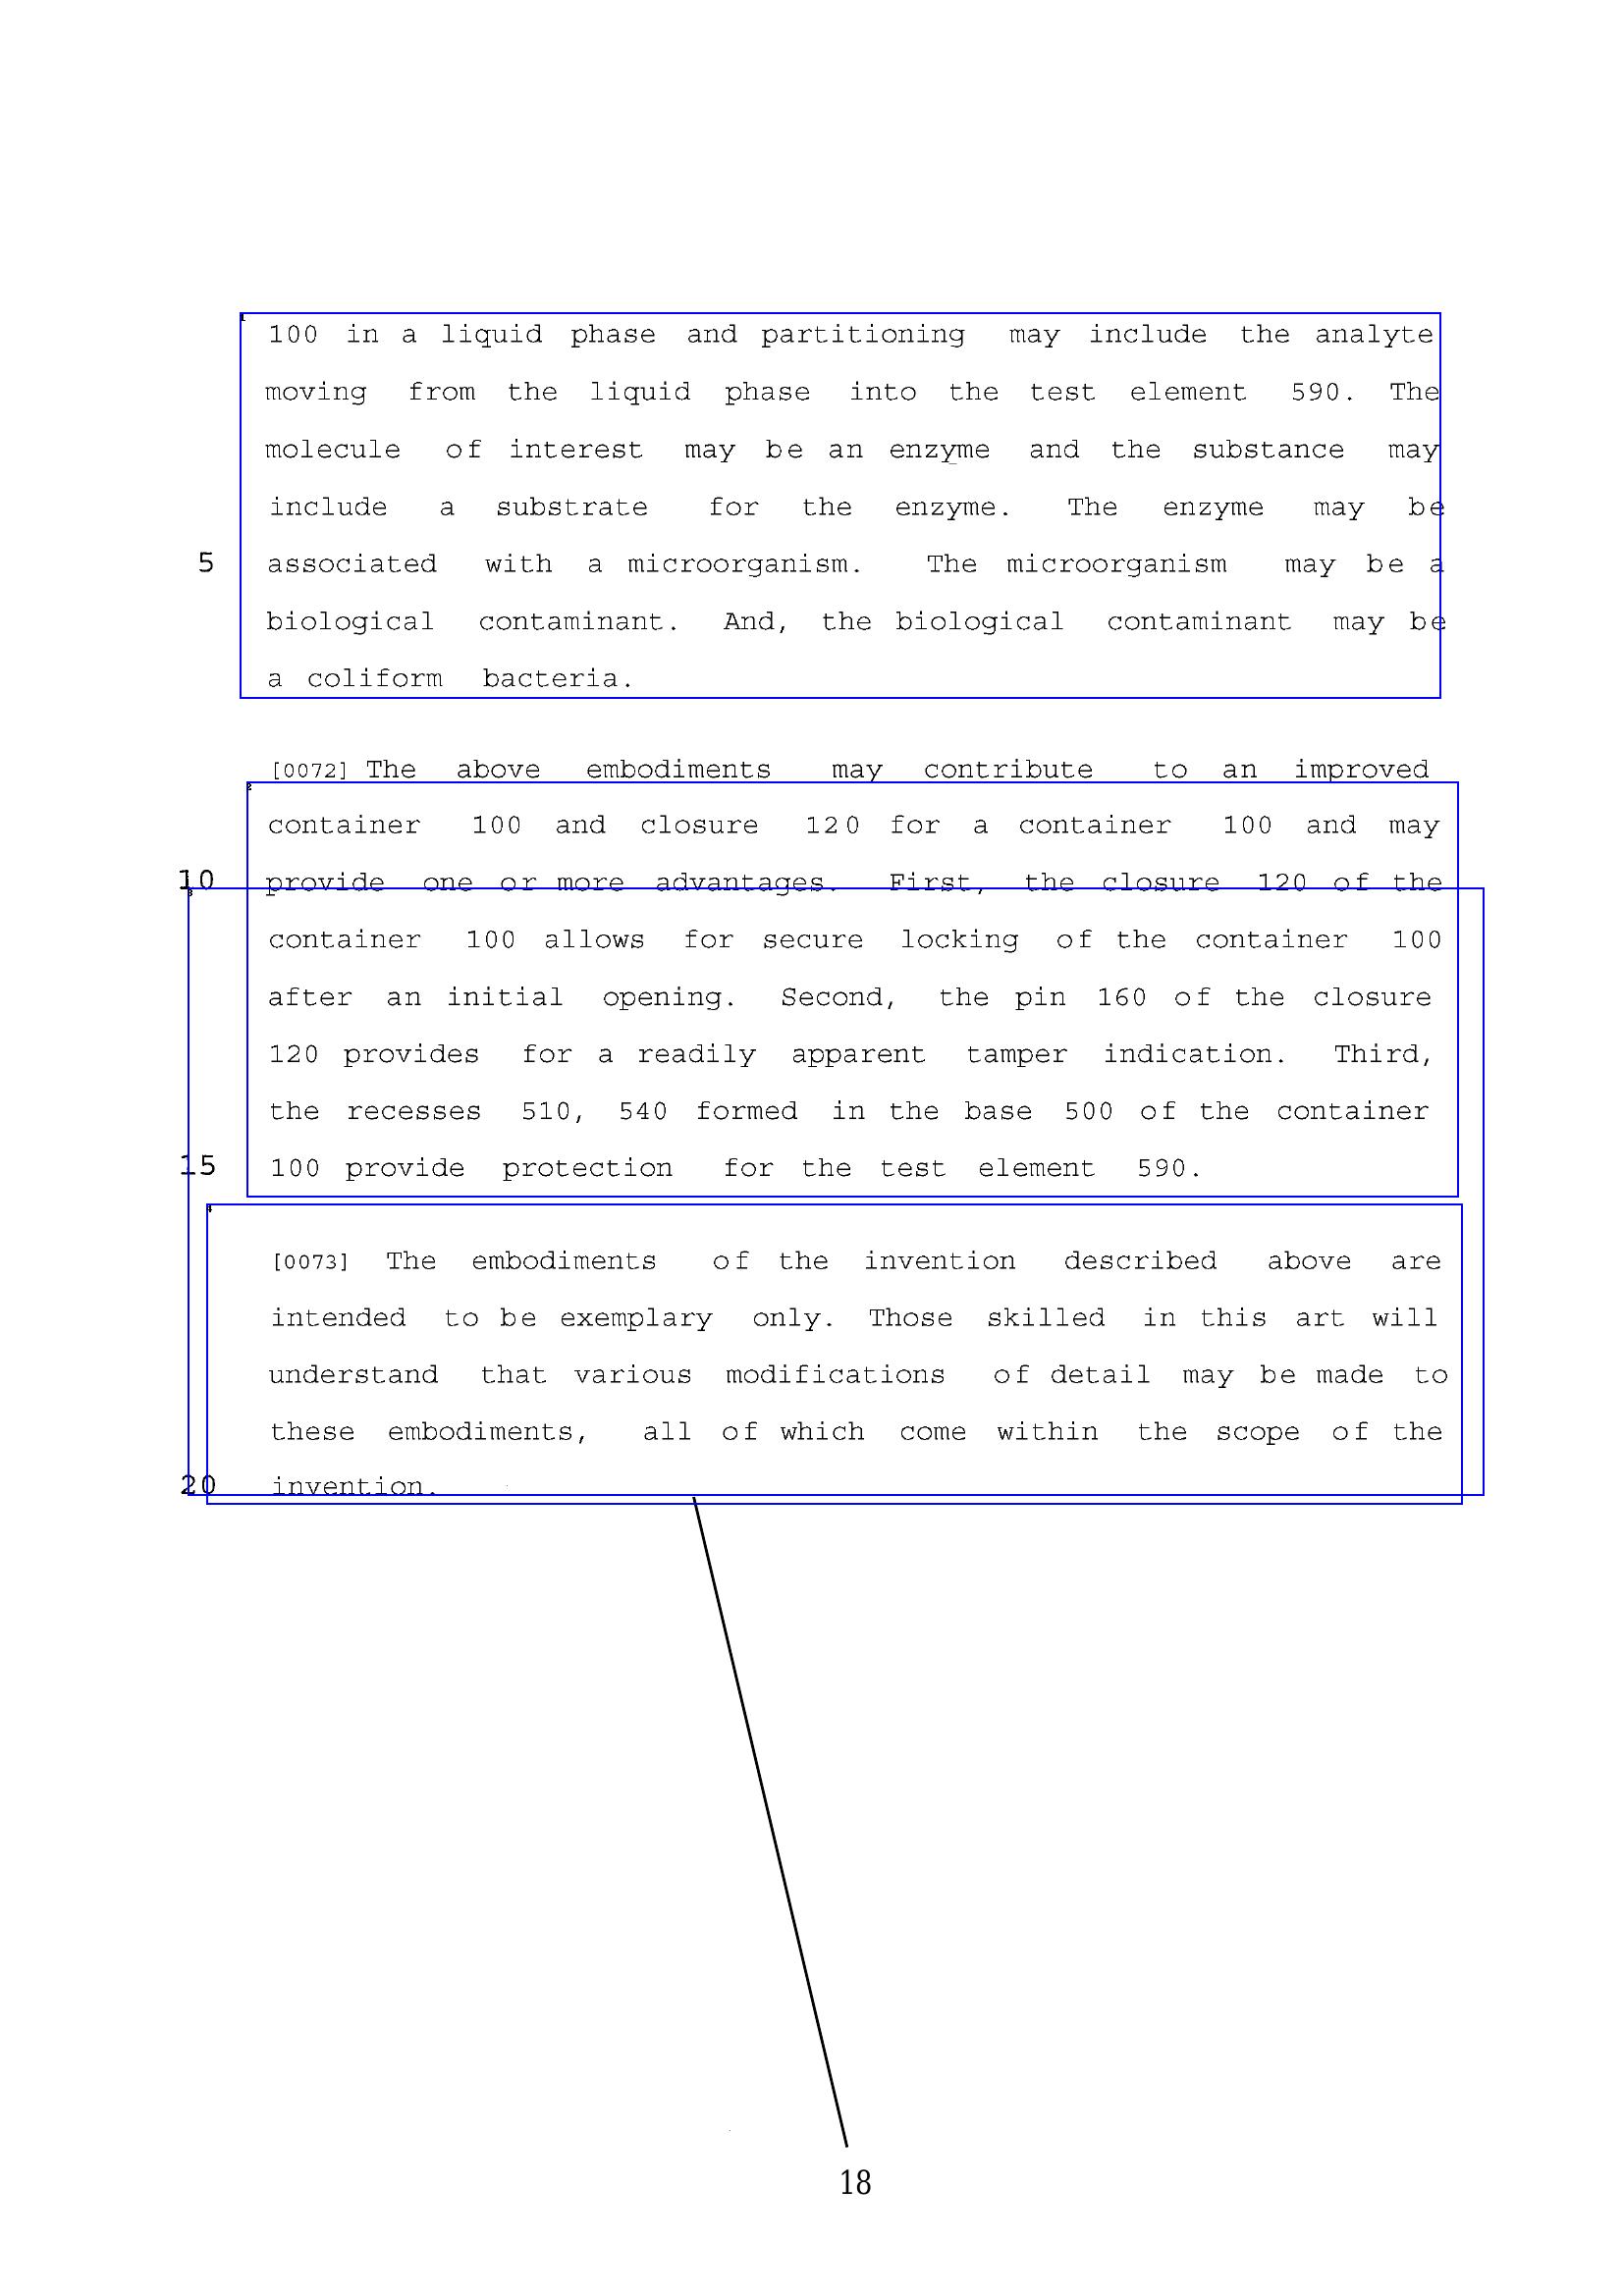 100 in a liquid phase and partitioning may include the analyte
moving from the liquid phase into the test element 590. The
molecule of interest may be an enzyme and the substance may
include a substrate for the enzyme. The enzyme may be
5 associated with a microorganism. The microorganism may be a
biological contaminant. And, the biological contaminant may be
a coliform bacteria.
[0072] The above embodiments may contribute to an improved
container 100 and closure 120 for a container 100 and may
10 provide one or more advantages. First, the closure 120 of the
container 100 allows for secure locking of the container 100
after an initial opening. Second, the pin 160 of the closure
120 provides for a readily apparent tamper indication. Third,
the recesses 510, 540 formed in the base 500 of the container
15 100 provide protection for the test element 590.
[0073] The embodiments of the invention described above are
intended to be exemplary only. Those skilled in this art will
understand that various modifications of detail may be made to
these embodiments, all of which come within the scope of the
20 invention.
18